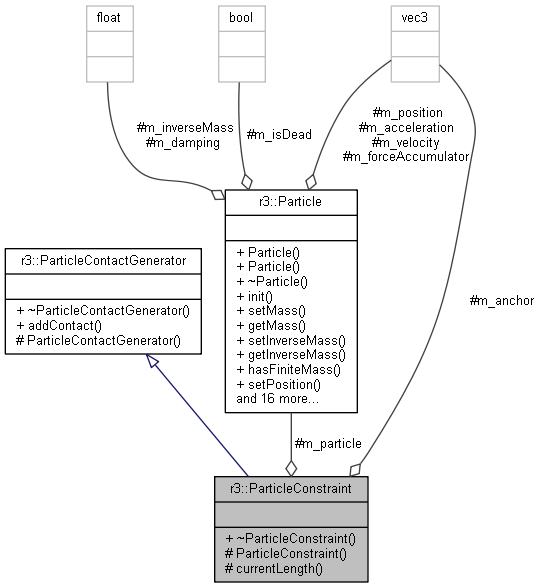 float
bool
vec3
#m_inverseMass
#m_damping
#m_isDead
#m_position
#m_acceleration
#m_velocity
#m_forceAccumulator
r3::Particle
+ Particle()
+ Particle()
+ ~Particle()
+ init()
+ setMass()
+ getMass()
+ setInverseMass()
+ getInverseMass()
+ hasFiniteMass()
+ setPosition()
and 16 more...
r3::ParticleContactGenerator
+ ~ParticleContactGenerator()
+ addContact()
# ParticleContactGenerator()
#m_anchor
#m_particle
r3::ParticleConstraint
+ ~ParticleConstraint()
# ParticleConstraint()
# currentLength()